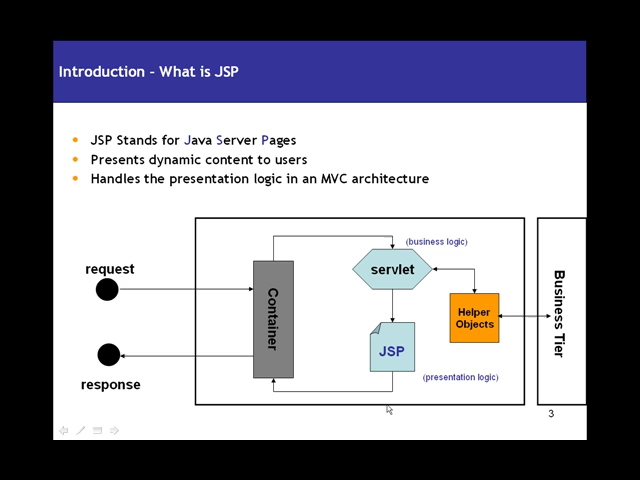 Introduction – What is JSP
JSP Stands for Java Server Pages
Presents dynamic content to users
Handles the presentation logic in an MVC architecture
(business logic)
request
servlet
Container
Helper
Objects
Business Tier
JSP
response
(presentation logic)
3